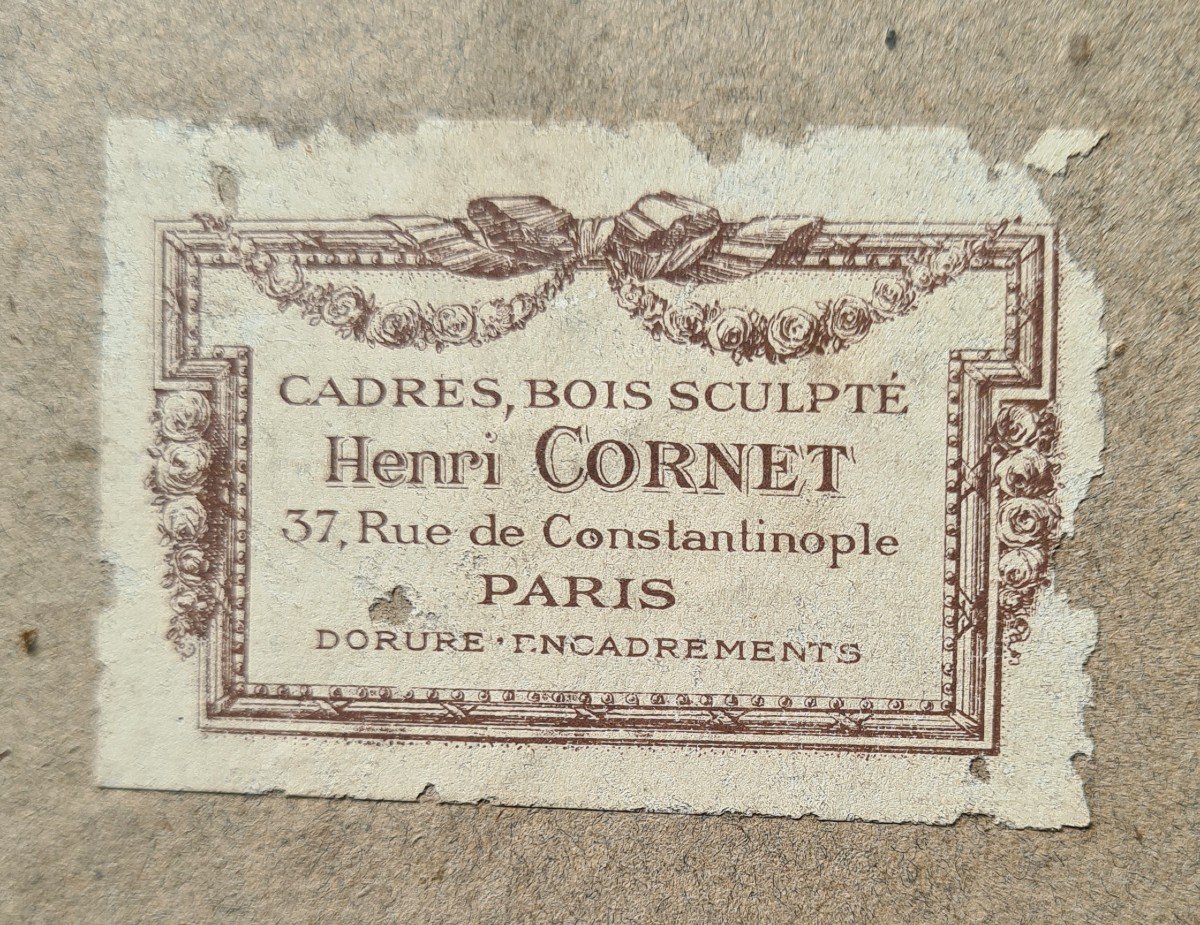 CADRES, BOIS SCULPTÉ
Henri CORNET
37, Rue de Constantinople
PARIS
DORURE · ENCADREMENTS